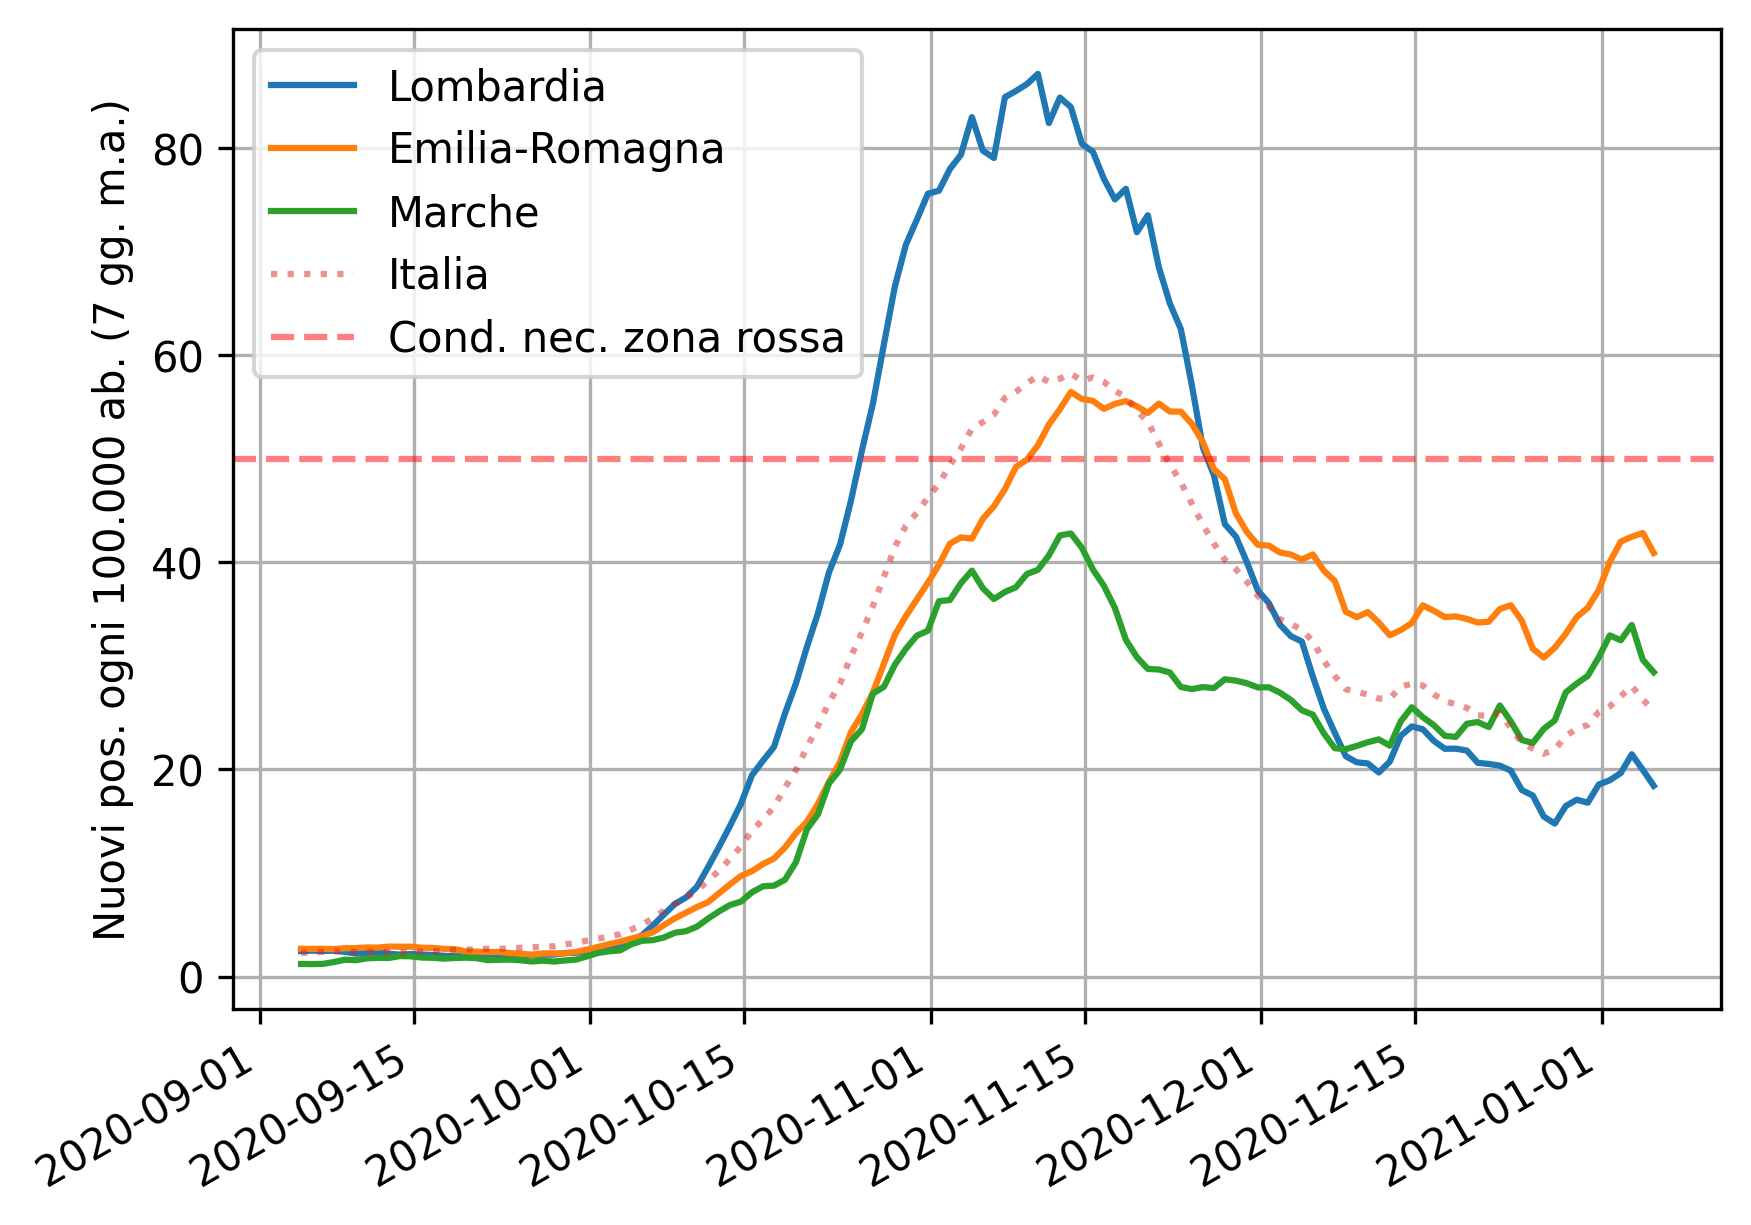 Lombardia
Emilia-Romagna
Marche
Italia
Cond. nec. zona rossa
Nuovi pos. ogni 100.000 ab. (7 gg. m.a.)
80
60
40
20
0
2020-09-01
2020-09-15
2020-10-01
2020-10-15
2020-11-01
2020-11-15
2020-12-01
2020-12-15
2021-01-01